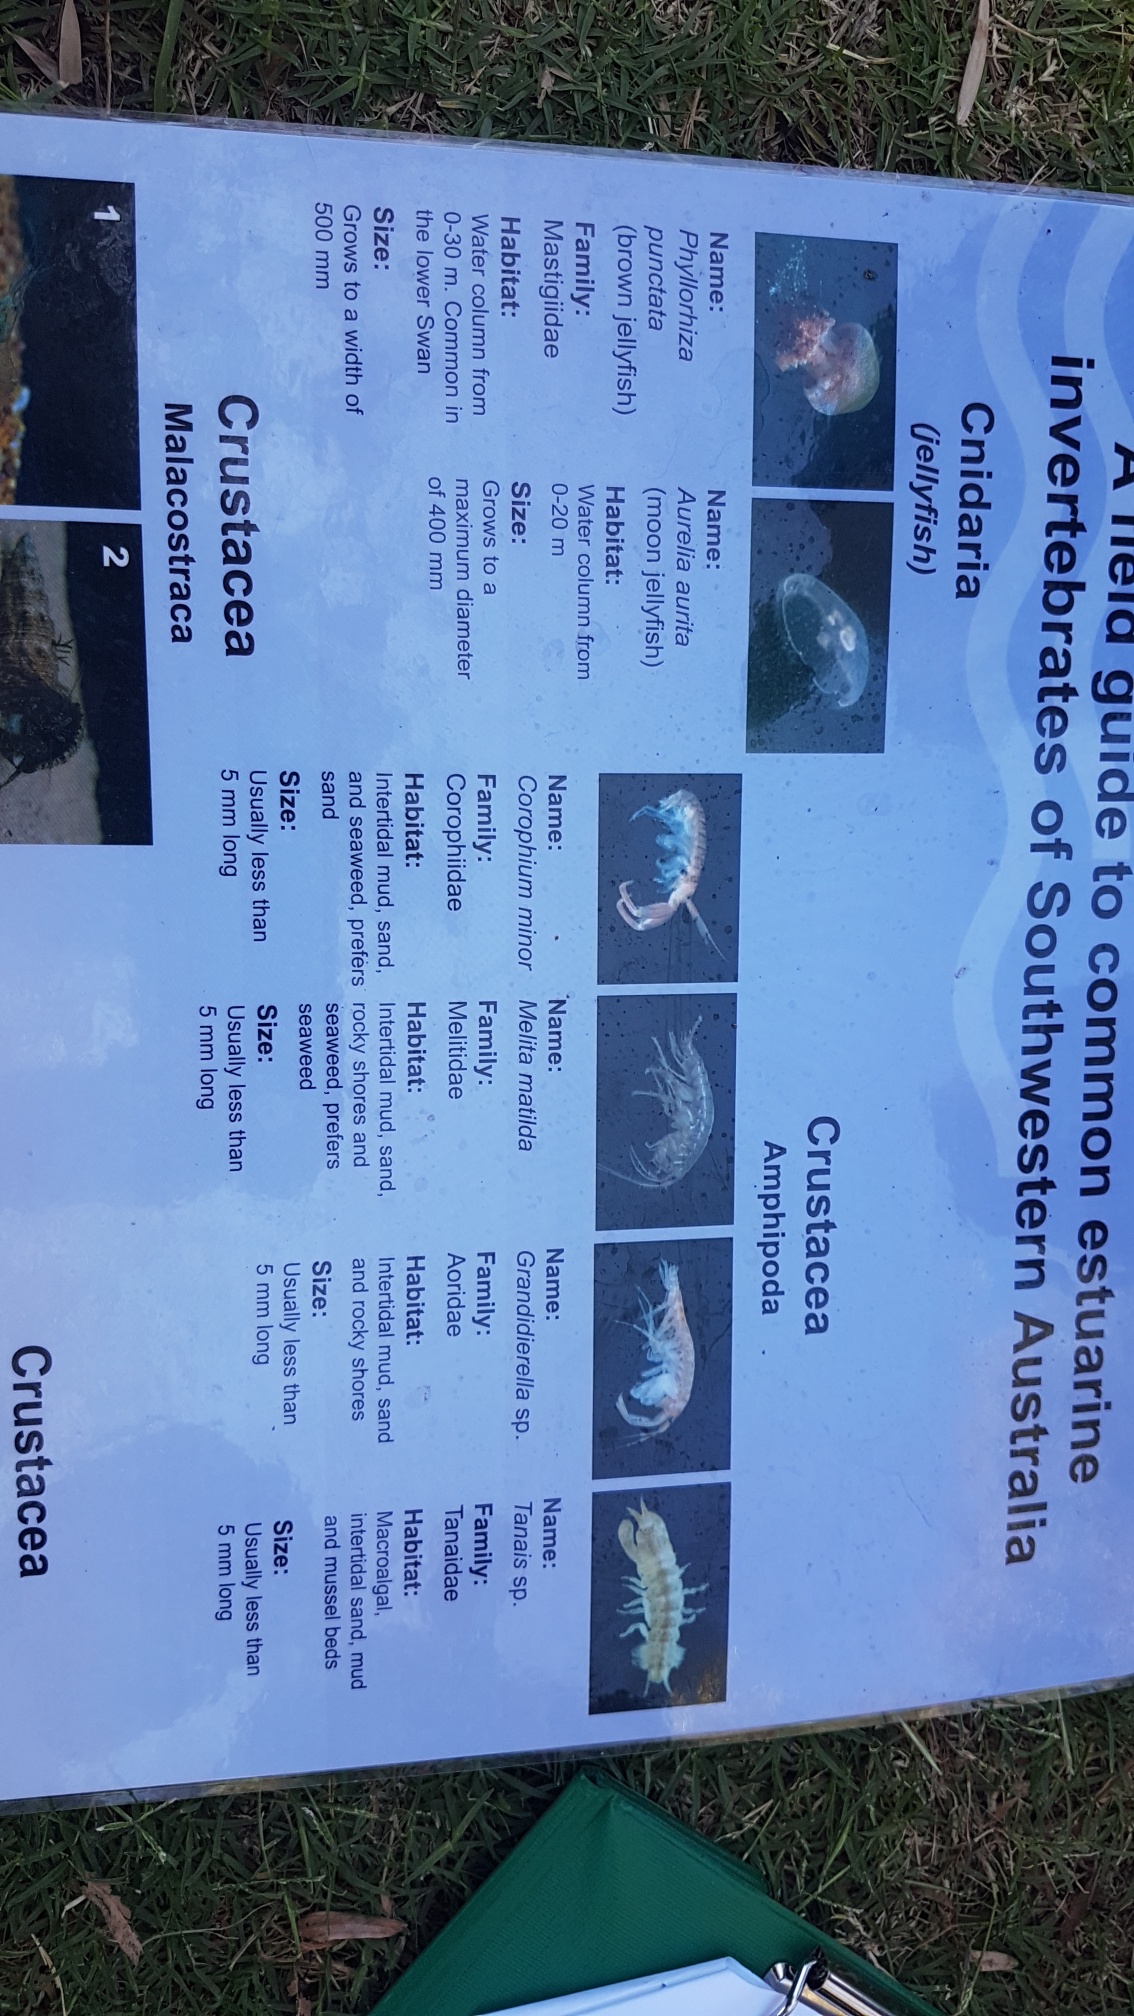 A field guide to common estuarine
invertebrates of Southwestern Australia
Cnidaria
(jellyfish)
Name:
Phyllorhiza
punctata
(brown jellyfish)
Family:
Mastigiidae
Habitat:
Water column from
0-30 m. Common in
the lower Swan
Size:
Grows to a width of
500 mm
Name:
Aurelia aurita
(moon jellyfish)
Habitat:
Water column from
0-20 m
Size:
Grows to a
maximum diameter
of 400 mm
Crustacea
Amphipoda
Name:
Corophium minor
Family:
Corophiidae
Habitat:
Intertidal mud, sand,
and seaweed, prefers
sand
Size:
Usually less than
5 mm long
Name:
Melita matilda
Family:
Melitidae
Habitat:
Intertidal mud, sand,
rocky shores and
seaweed, prefers
seaweed
Size:
Usually less than
5 mm long
Name:
Grandidierella sp.
Family:
Aoridae
Habitat:
Intertidal mud, sand
and rocky shores
Size:
Usually less than
5 mm long
Name:
Tanais sp.
Family:
Tanaidae
Habitat:
Macroalgal,
intertidal sand, mud
and mussel beds
Size:
Usually less than
5 mm long
Crustacea
Malacostraca
1
2
Crustacea